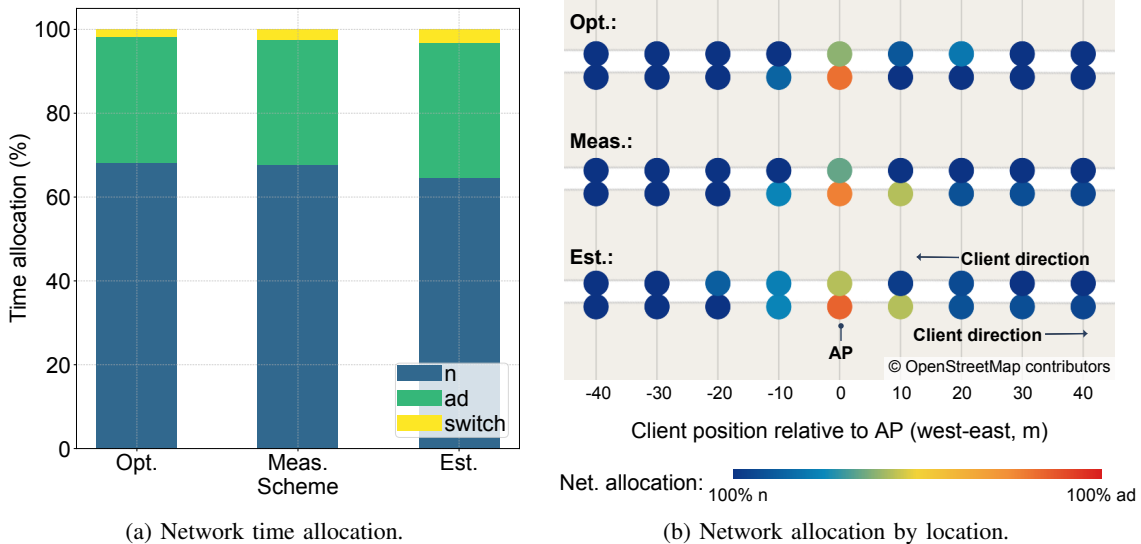 100
80
60
40
20
0
Time allocation (%)
n
ad
switch
Opt.
Meas.
Est.
Scheme
(a) Network time allocation.
Opt.:
Meas.:
Est.:
Client direction
Client direction
AP
© OpenStreetMap contributors
-40 -30 -20 -10 0 10 20 30 40
Client position relative to AP (west-east, m)
Net. allocation:
100% n
100% ad
(b) Network allocation by location.